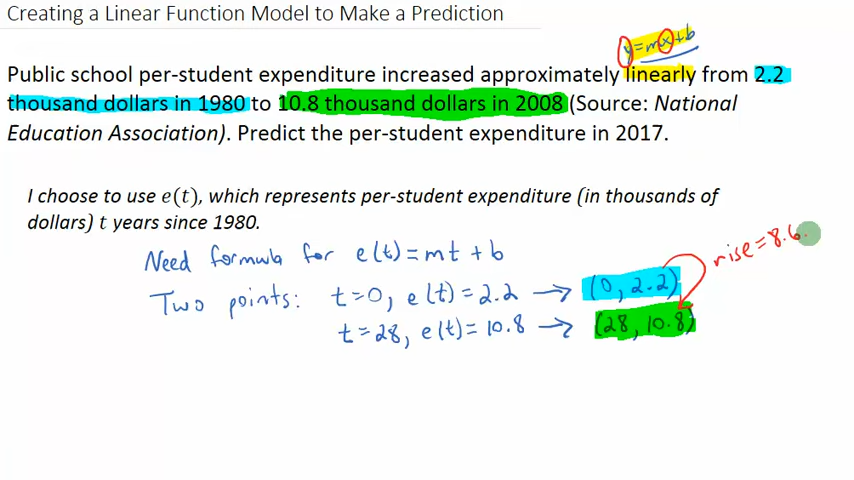 Creating a Linear Function Model to Make a Prediction
y=mx+b
Public school per-student expenditure increased approximately linearly from 2.2
thousand dollars in 1980 to 10.8 thousand dollars in 2008 (Source: National
Education Association). Predict the per-student expenditure in 2017.
I choose to use e(t), which represents per-student expenditure (in thousands of
dollars) t years since 1980.
Need formula for e(t)=mt+b
rise=8.6
Two points: t=0, e(t)=2.2 → (0, 2.2)
t=28, e(t)=10.8 → (28, 10.8)